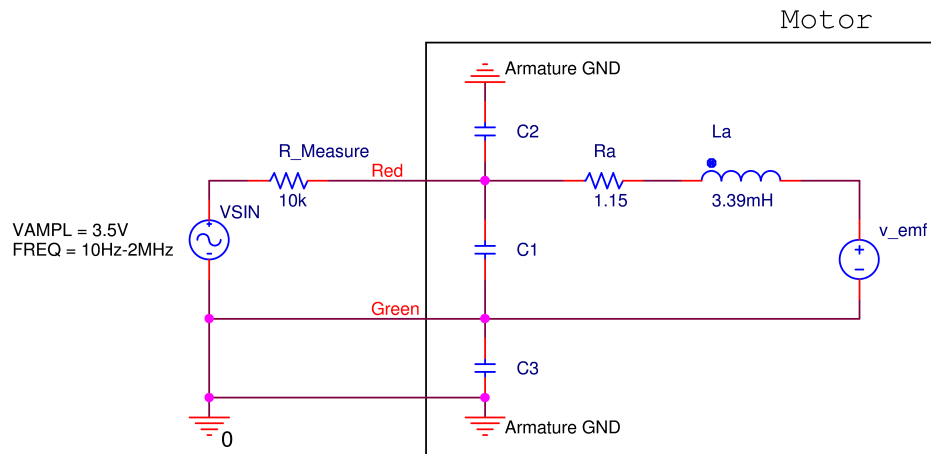 Motor
Armature GND
C2
R_Measure
Red
10k
Ra
1.15
La
3.39mH
VSIN
VAMPL = 3.5V
FREQ = 10Hz-2MHz
C1
v_emf
Green
C3
0
Armature GND